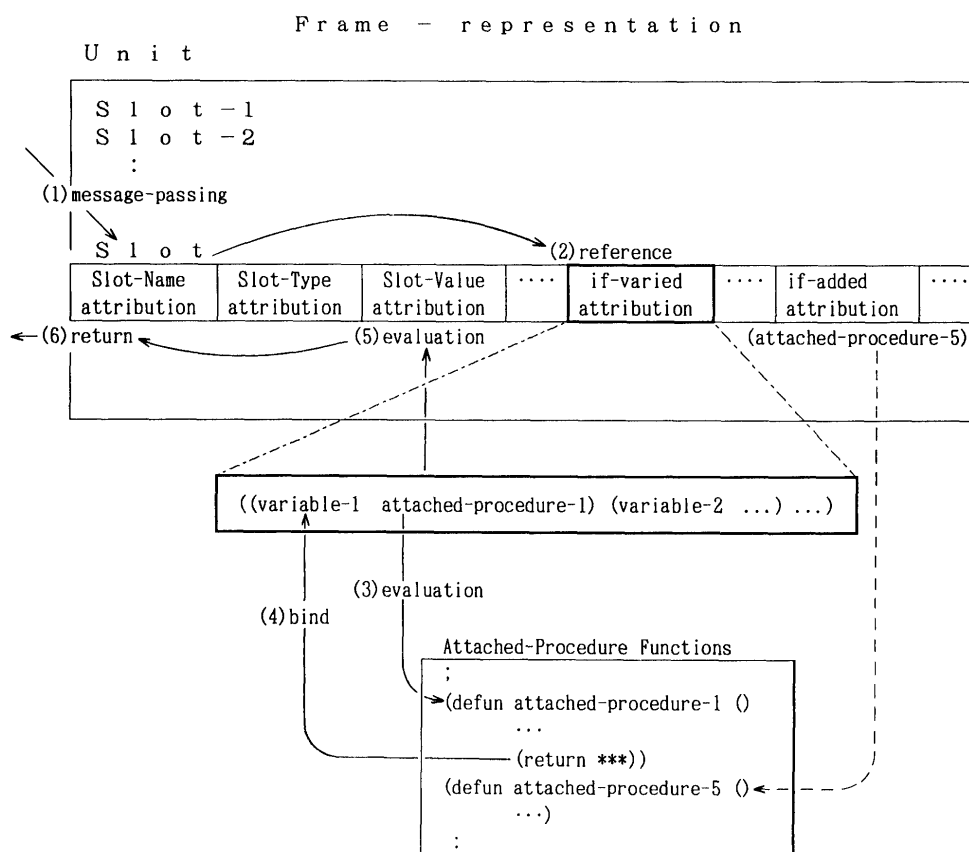 Frame - representation
Unit
Slot-1
Slot-2
:
(1)message-passing
Slot
(2)reference
Slot-Name attribution
Slot-Type attribution
Slot-Value attribution
····
if-varied attribution
····
if-added attribution
····
(6)return
(5)evaluation
(attached-procedure-5)
((variable-1 attached-procedure-1) (variable-2 ...) ...)
(3)evaluation
(4)bind
Attached-Procedure Functions
;
(defun attached-procedure-1 ()
...
(return ***))
(defun attached-procedure-5 ()
...)
: